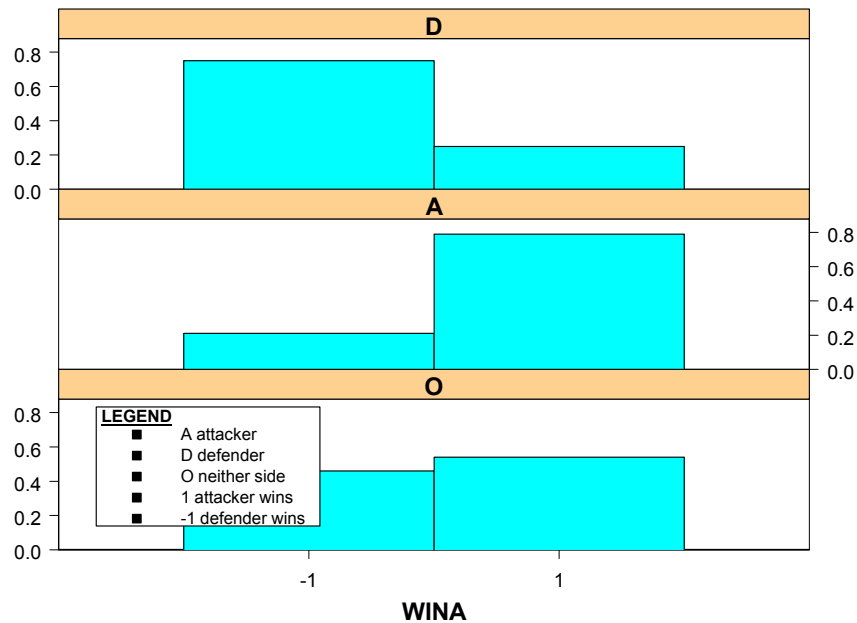 D
0.8
0.6
0.4
0.2
0.0
A
0.8
0.6
0.4
0.2
0.0
O
0.8
0.6
0.4
0.2
0.0
LEGEND
■ A attacker
■ D defender
■ O neither side
■ 1 attacker wins
■ -1 defender wins
-1 1
WINA